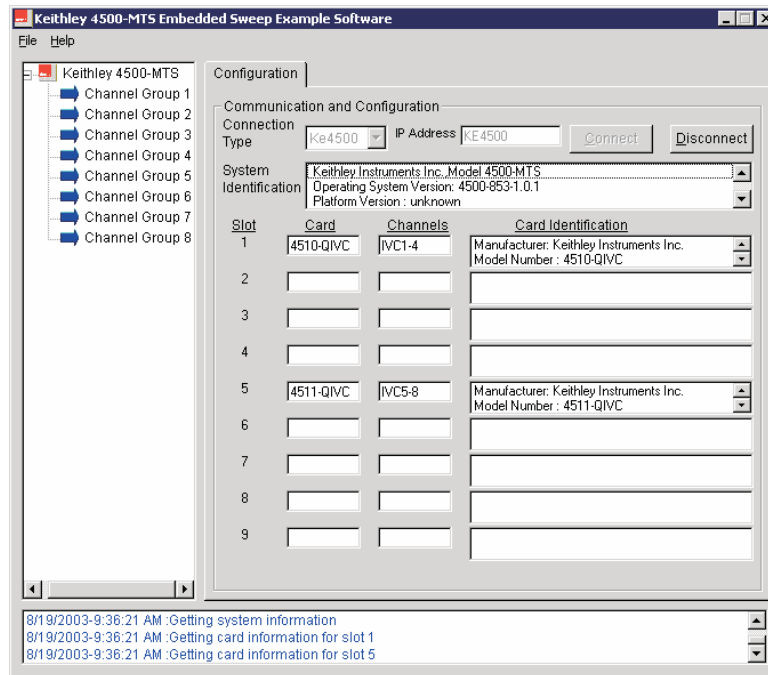 Keithley 4500-MTS Embedded Sweep Example Software
File Help
Keithley 4500-MTS
Channel Group 1
Channel Group 2
Channel Group 3
Channel Group 4
Channel Group 5
Channel Group 6
Channel Group 7
Channel Group 8
Configuration
Communication and Configuration
Connection Type Ke4500 IP Address KE4500 Connect Disconnect
System Identification
Keithley Instruments Inc.,Model 4500-MTS
Operating System Version: 4500-853-1.0.1
Platform Version : unknown
Slot Card Channels Card Identification
1 4510-QIVC IVC1-4 Manufacturer: Keithley Instruments Inc.
Model Number : 4510-QIVC
2
3
4
5 4511-QIVC IVC5-8 Manufacturer: Keithley Instruments Inc.
Model Number : 4511-QIVC
6
7
8
9
8/19/2003-9:36:21 AM :Getting system information
8/19/2003-9:36:21 AM :Getting card information for slot 1
8/19/2003-9:36:21 AM :Getting card information for slot 5